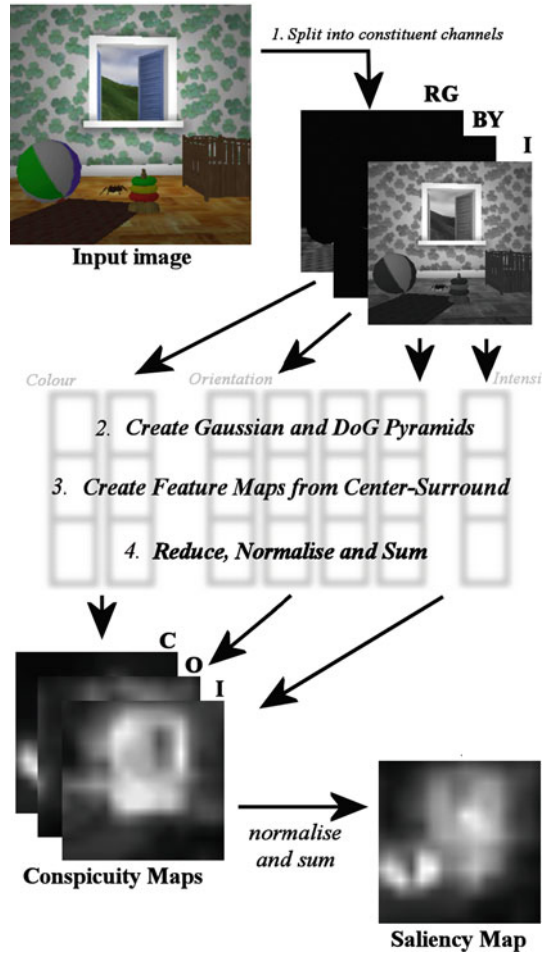 1. Split into constituent channels
RG
BY
I
Input image
Colour
Orientation
Intensi
2. Create Gaussian and DoG Pyramids
3. Create Feature Maps from Center-Surround
4. Reduce, Normalise and Sum
C
O
I
normalise
and sum
Conspicuity Maps
Saliency Map